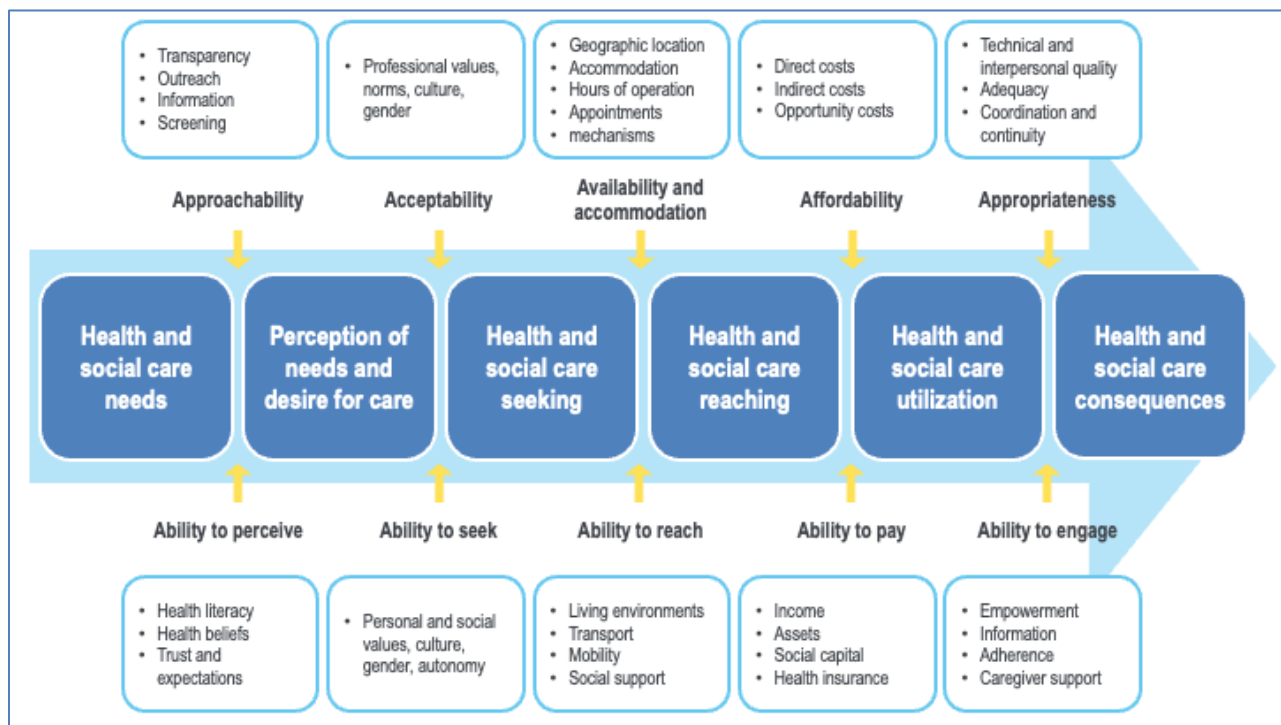 • Transparency
• Outreach
• Information
• Screening
• Professional values,
norms, culture,
gender
• Geographic location
• Accommodation
• Hours of operation
• Appointments
• mechanisms
• Direct costs
• Indirect costs
• Opportunity costs
• Technical and
interpersonal quality
• Adequacy
• Coordination and
continuity
Approachability
Acceptability
Availability and
accommodation
Affordability
Appropriateness
Health and
social care
needs
Perception of
needs and
desire for care
Health and
social care
seeking
Health and
social care
reaching
Health and
social care
utilization
Health and
social care
consequences
Ability to perceive
Ability to seek
Ability to reach
Ability to pay
Ability to engage
• Health literacy
• Health beliefs
• Trust and
expectations
• Personal and social
values, culture,
gender, autonomy
• Living environments
• Transport
• Mobility
• Social support
• Income
• Assets
• Social capital
• Health insurance
• Empowerment
• Information
• Adherence
• Caregiver support